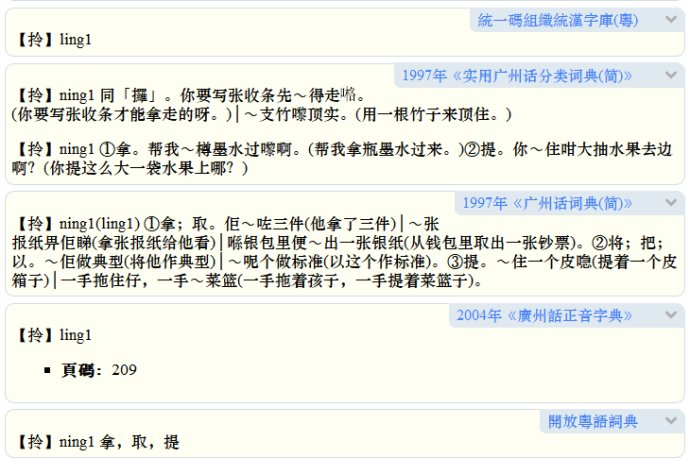 統一碼組織統漢字庫(粵)
【拎】ling1
1997年《实用广州话分类词典(简)》
【拎】ning1 同「攞」。你要写张收条先～得走嘅。
(你要写张收条才能拿走的呀。)│～支竹嚟顶实。(用一根竹子来顶住。)
【拎】ning1 ①拿。帮我～樽墨水过嚟啊。(帮我拿瓶墨水过来。)②提。你～住咁大抽水果去边
啊? (你提这么大一袋水果上哪? )
1997年《广州话词典(简)》
【拎】ning1(ling1) ①拿；取。佢～咗三件(他拿了三件)│～张
报纸畀佢睇(拿张报纸给他看)│喺银包里便～出一张银纸(从钱包里取出一张钞票)。②将；把；
以。～佢做典型(将他作典型)│～呢个做标准(以这个作标准)。③提。～住一个皮喼(提着一个皮
箱子)│一手拖住仔，一手～菜篮(一手拖着孩子，一手提着菜篮子)。
2004年《廣州話正音字典》
【拎】ling1
▪ 頁碼：209
開放粵語詞典
【拎】ning1 拿，取，提